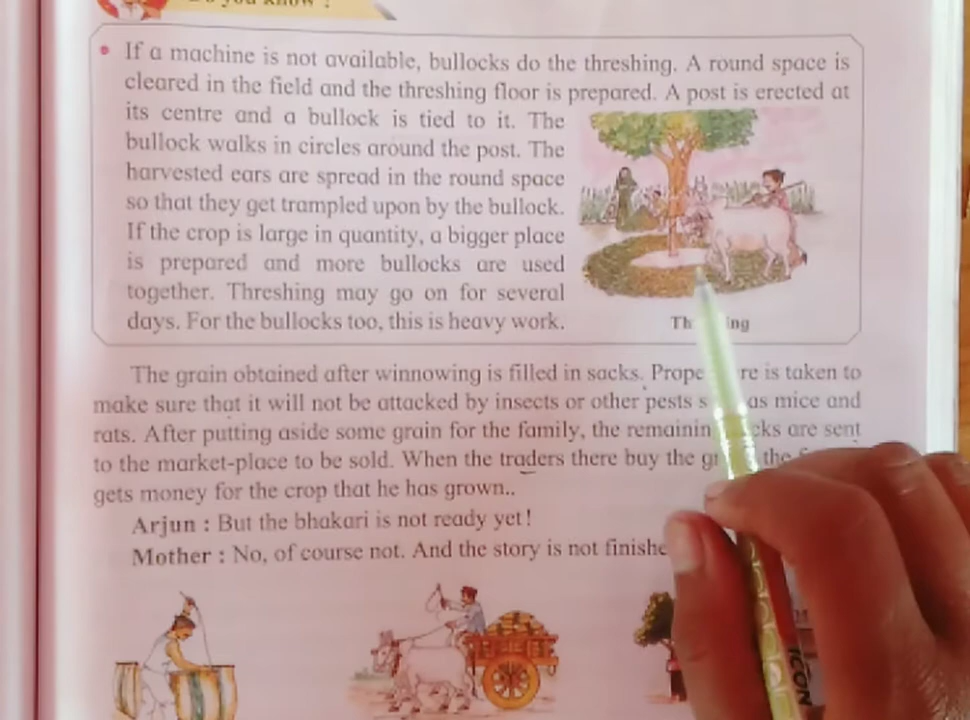 know ?
• If a machine is not available, bullocks do the threshing. A round space is
cleared in the field and the threshing floor is prepared. A post is erected at
its centre and a bullock is tied to it. The
bullock walks in circles around the post. The
harvested ears are spread in the round space
so that they get trampled upon by the bullock.
If the crop is large in quantity, a bigger place
is prepared and more bullocks are used
together. Threshing may go on for several
days. For the bullocks too, this is heavy work.
Th ing
The grain obtained after winnowing is filled in sacks. Prope re is taken to
make sure that it will not be attacked by insects or other pests s as mice and
rats. After putting aside some grain for the family, the remainin cks are sent
to the market-place to be sold. When the traders there buy the the
gets money for the crop that he has grown..
Arjun : But the bhakari is not ready yet!
Mother : No, of course not. And the story is not finishe
ICON